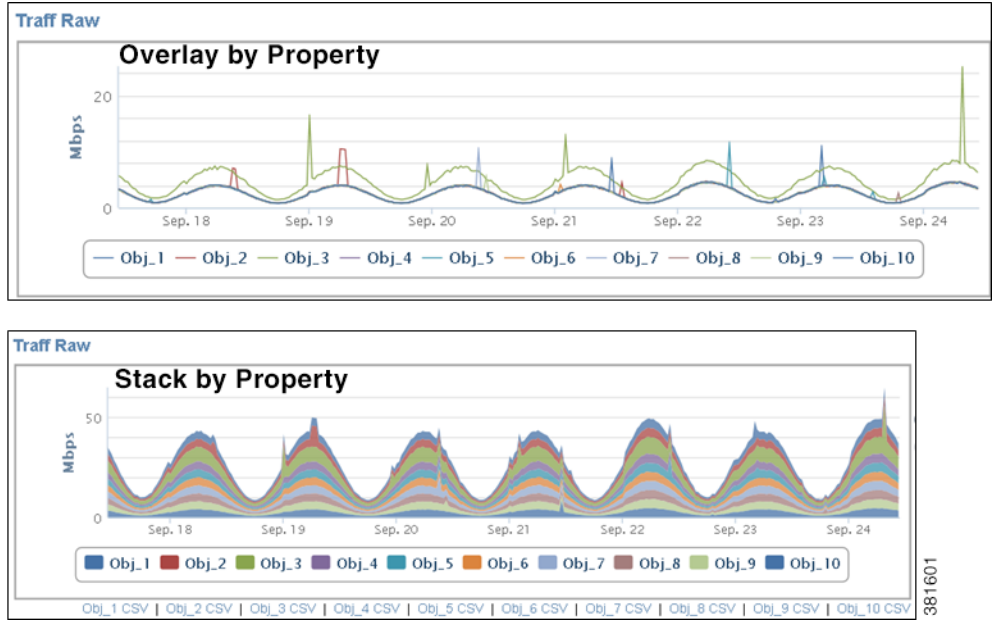 Traff Raw
Overlay by Property
20
Mbps
0
Sep. 18 Sep. 19 Sep. 20 Sep. 21 Sep. 22 Sep. 23 Sep. 24
Obj_1 Obj_2 Obj_3 Obj_4 Obj_5 Obj_6 Obj_7 Obj_8 Obj_9 Obj_10
Traff Raw
Stack by Property
50
Mbps
0
Sep. 18 Sep. 19 Sep. 20 Sep. 21 Sep. 22 Sep. 23 Sep. 24
Obj_1 Obj_2 Obj_3 Obj_4 Obj_5 Obj_6 Obj_7 Obj_8 Obj_9 Obj_10
Obj_1 CSV | Obj_2 CSV | Obj_3 CSV | Obj_4 CSV | Obj_5 CSV | Obj_6 CSV | Obj_7 CSV | Obj_8 CSV | Obj_9 CSV | Obj_10 CSV
381601